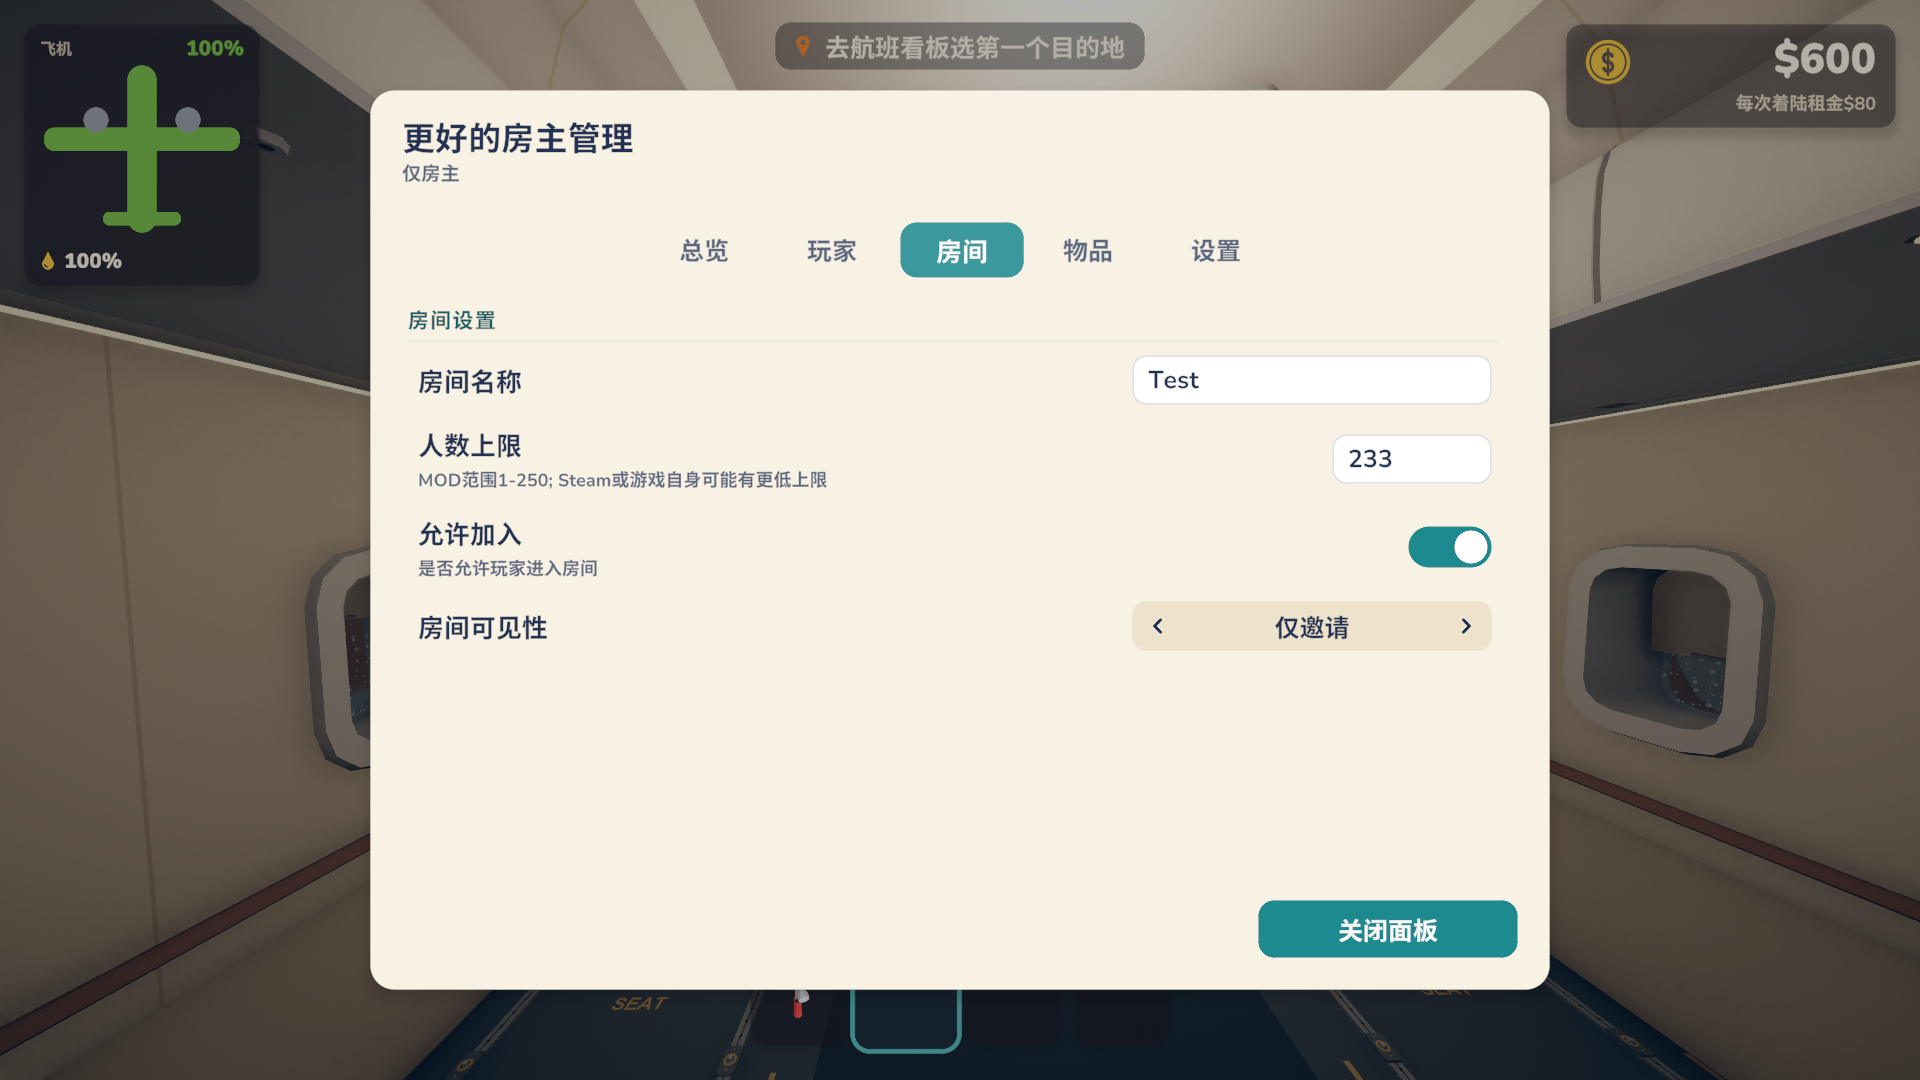 飞机
100%
100%
去航班看板选第一个目的地
$600
每次着陆租金$80
更好的房主管理
仅房主
总览
玩家
房间
物品
设置
房间设置
房间名称
Test
人数上限
MOD范围1-250; Steam或游戏自身可能有更低上限
233
允许加入
是否允许玩家进入房间
房间可见性
仅邀请
关闭面板
SEAT